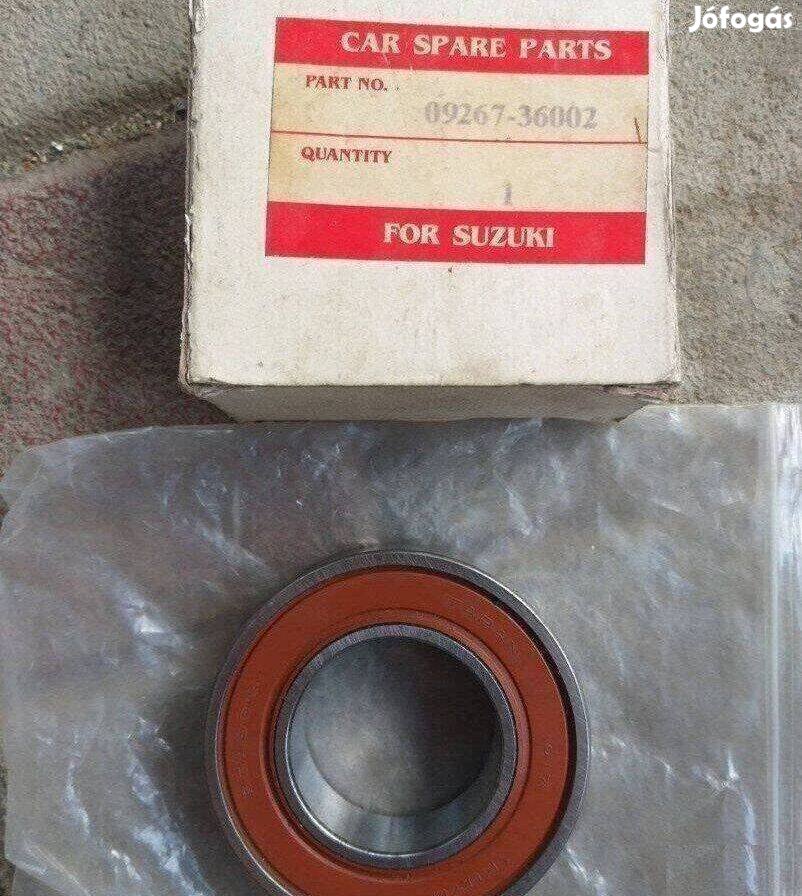 Jófogás
CAR SPARE PARTS
PART NO.
09267-36002
QUANTITY
1
FOR SUZUKI